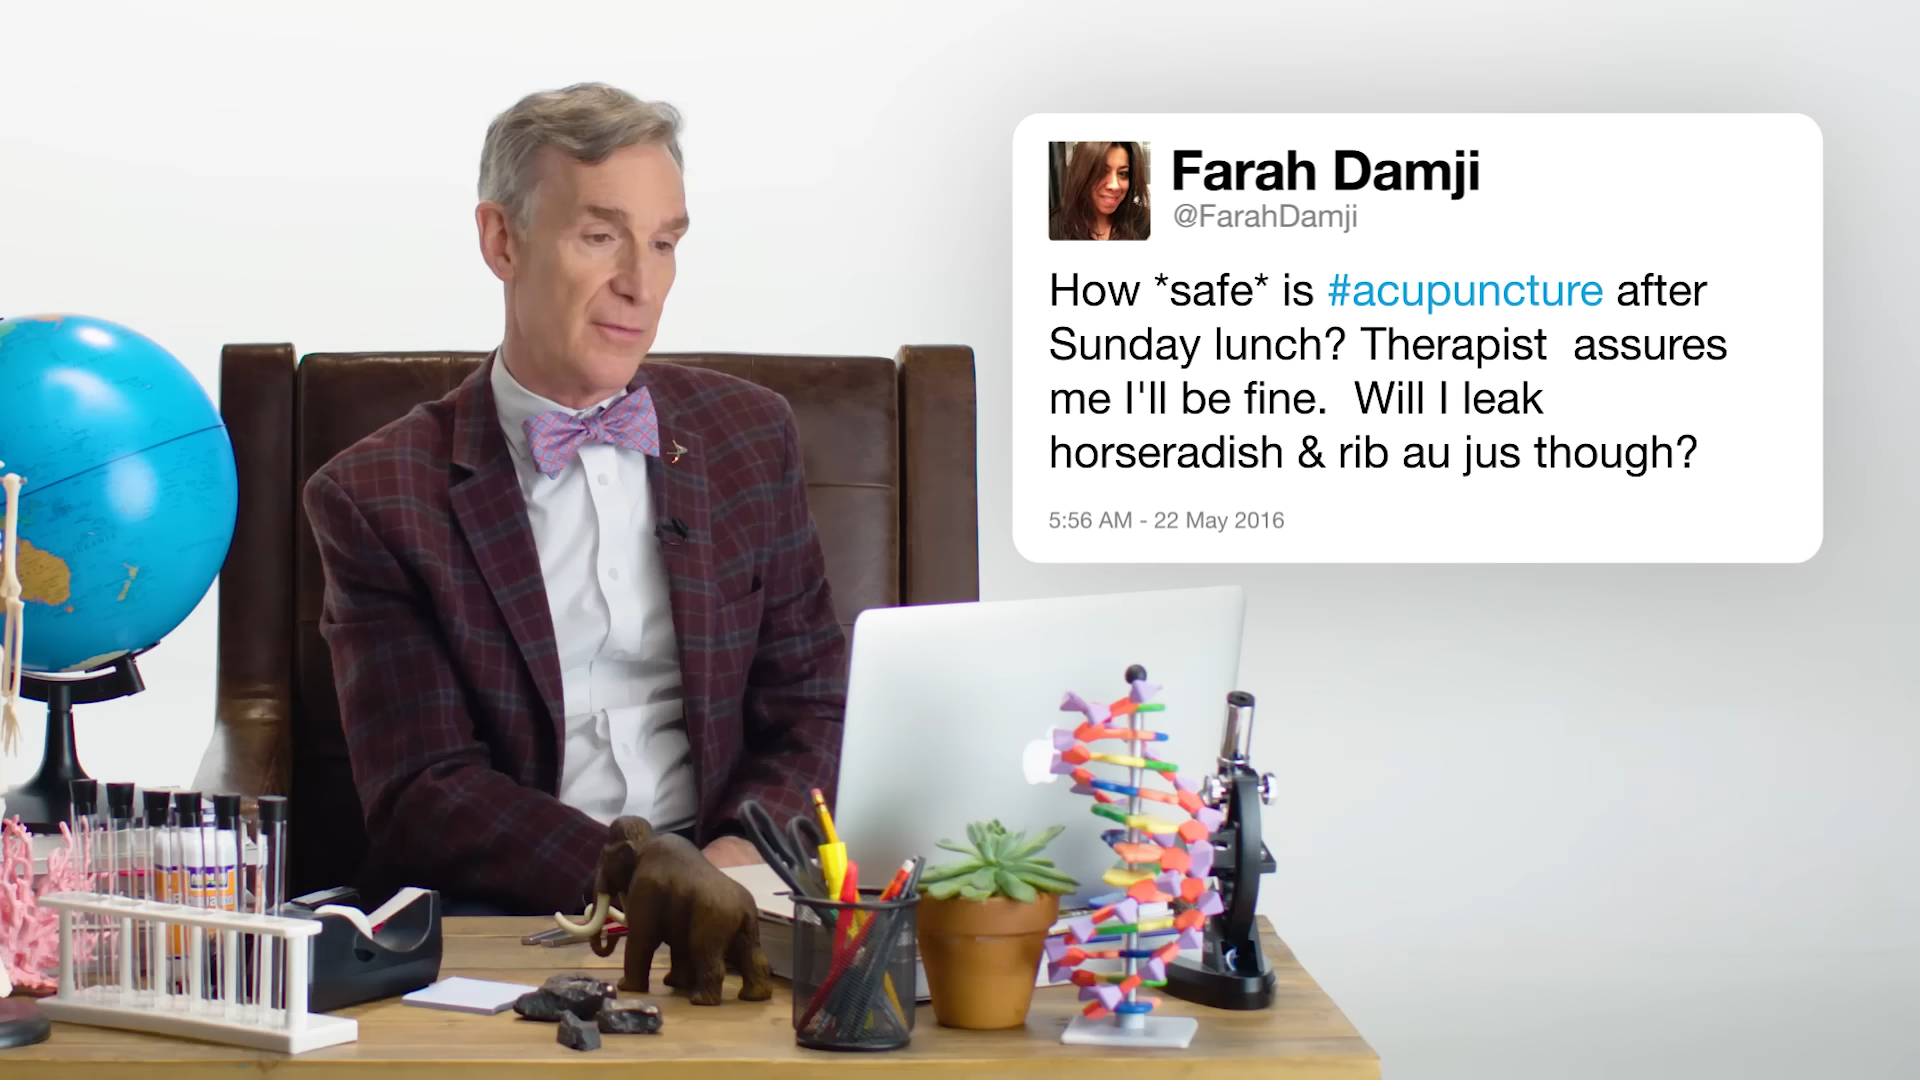 Farah Damji
@FarahDamji
How *safe* is #acupuncture after
Sunday lunch? Therapist  assures
me I'll be fine.  Will I leak
horseradish & rib au jus though?
5:56 AM - 22 May 2016